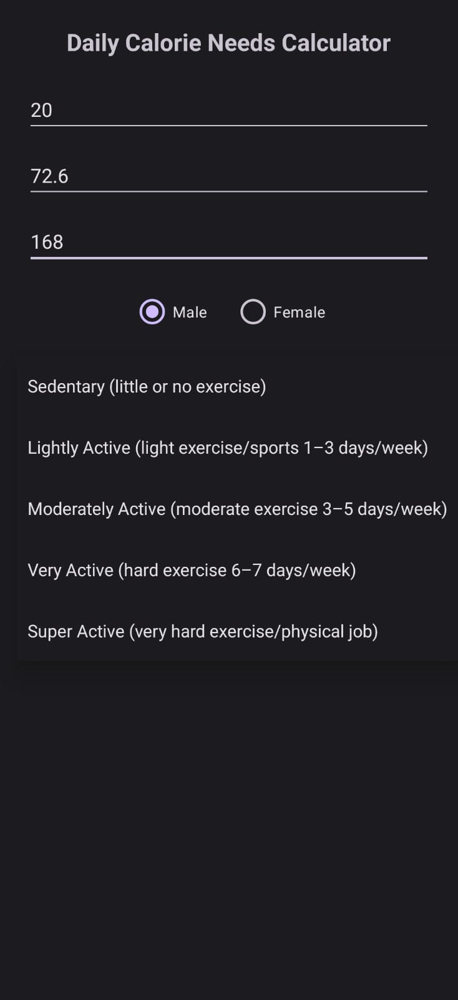 Daily Calorie Needs Calculator
20
72.6
168
Male Female
Sedentary (little or no exercise)
Lightly Active (light exercise/sports 1–3 days/week)
Moderately Active (moderate exercise 3–5 days/week)
Very Active (hard exercise 6–7 days/week)
Super Active (very hard exercise/physical job)